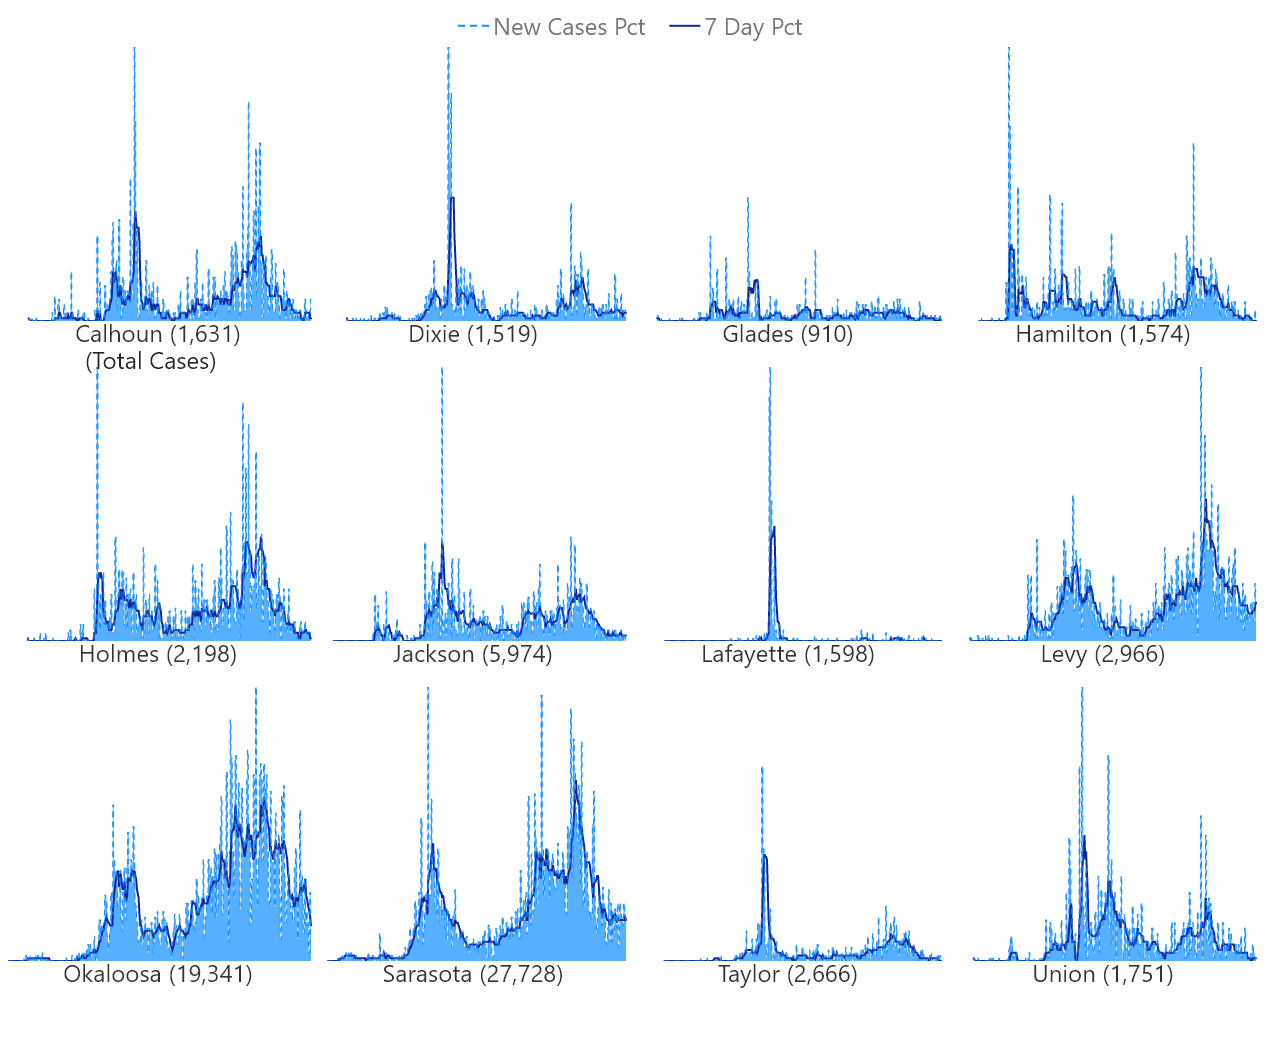 New Cases Pct 7 Day Pct
Calhoun (1,631) Dixie (1,519) Glades (910) Hamilton (1,574)
(Total Cases)
Holmes (2,198) Jackson (5,974) Lafayette (1,598) Levy (2,966)
Okaloosa (19,341) Sarasota (27,728) Taylor (2,666) Union (1,751)